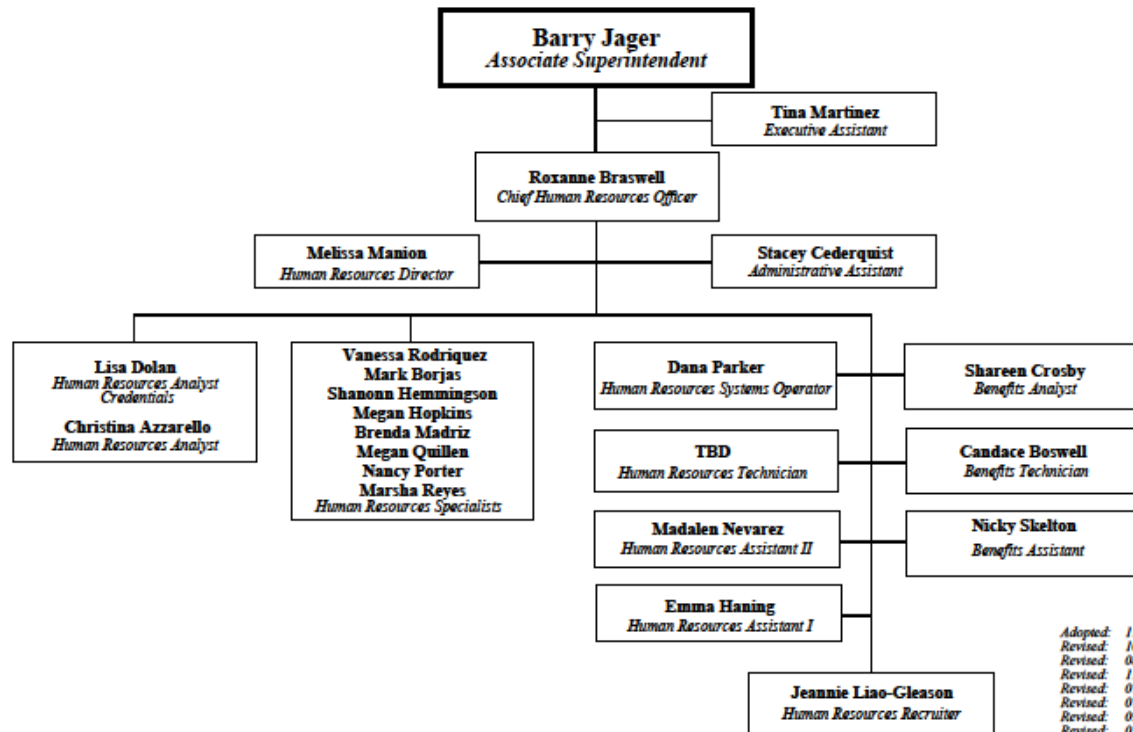 Barry Jager
Associate Superintendent
Tina Martinez
Executive Assistant
Roxanne Braswell
Chief Human Resources Officer
Melissa Manion
Human Resources Director
Stacey Cederquist
Administrative Assistant
Lisa Dolan
Human Resources Analyst
Credentials
Christina Azzarello
Human Resources Analyst
Vanessa Rodriquez
Mark Borjas
Shanonn Hemmingson
Megan Hopkins
Brenda Madriz
Megan Quillen
Nancy Porter
Marsha Reyes
Human Resources Specialists
Dana Parker
Human Resources Systems Operator
Shareen Crosby
Benefits Analyst
TBD
Human Resources Technician
Candace Boswell
Benefits Technician
Madalen Nevarez
Human Resources Assistant II
Nicky Skelton
Benefits Assistant
Emma Haning
Human Resources Assistant I
Jeannie Liao-Gleason
Human Resources Recruiter
Adopted:
Revised:
Revised:
Revised:
Revised:
Revised:
Revised:
Revised: